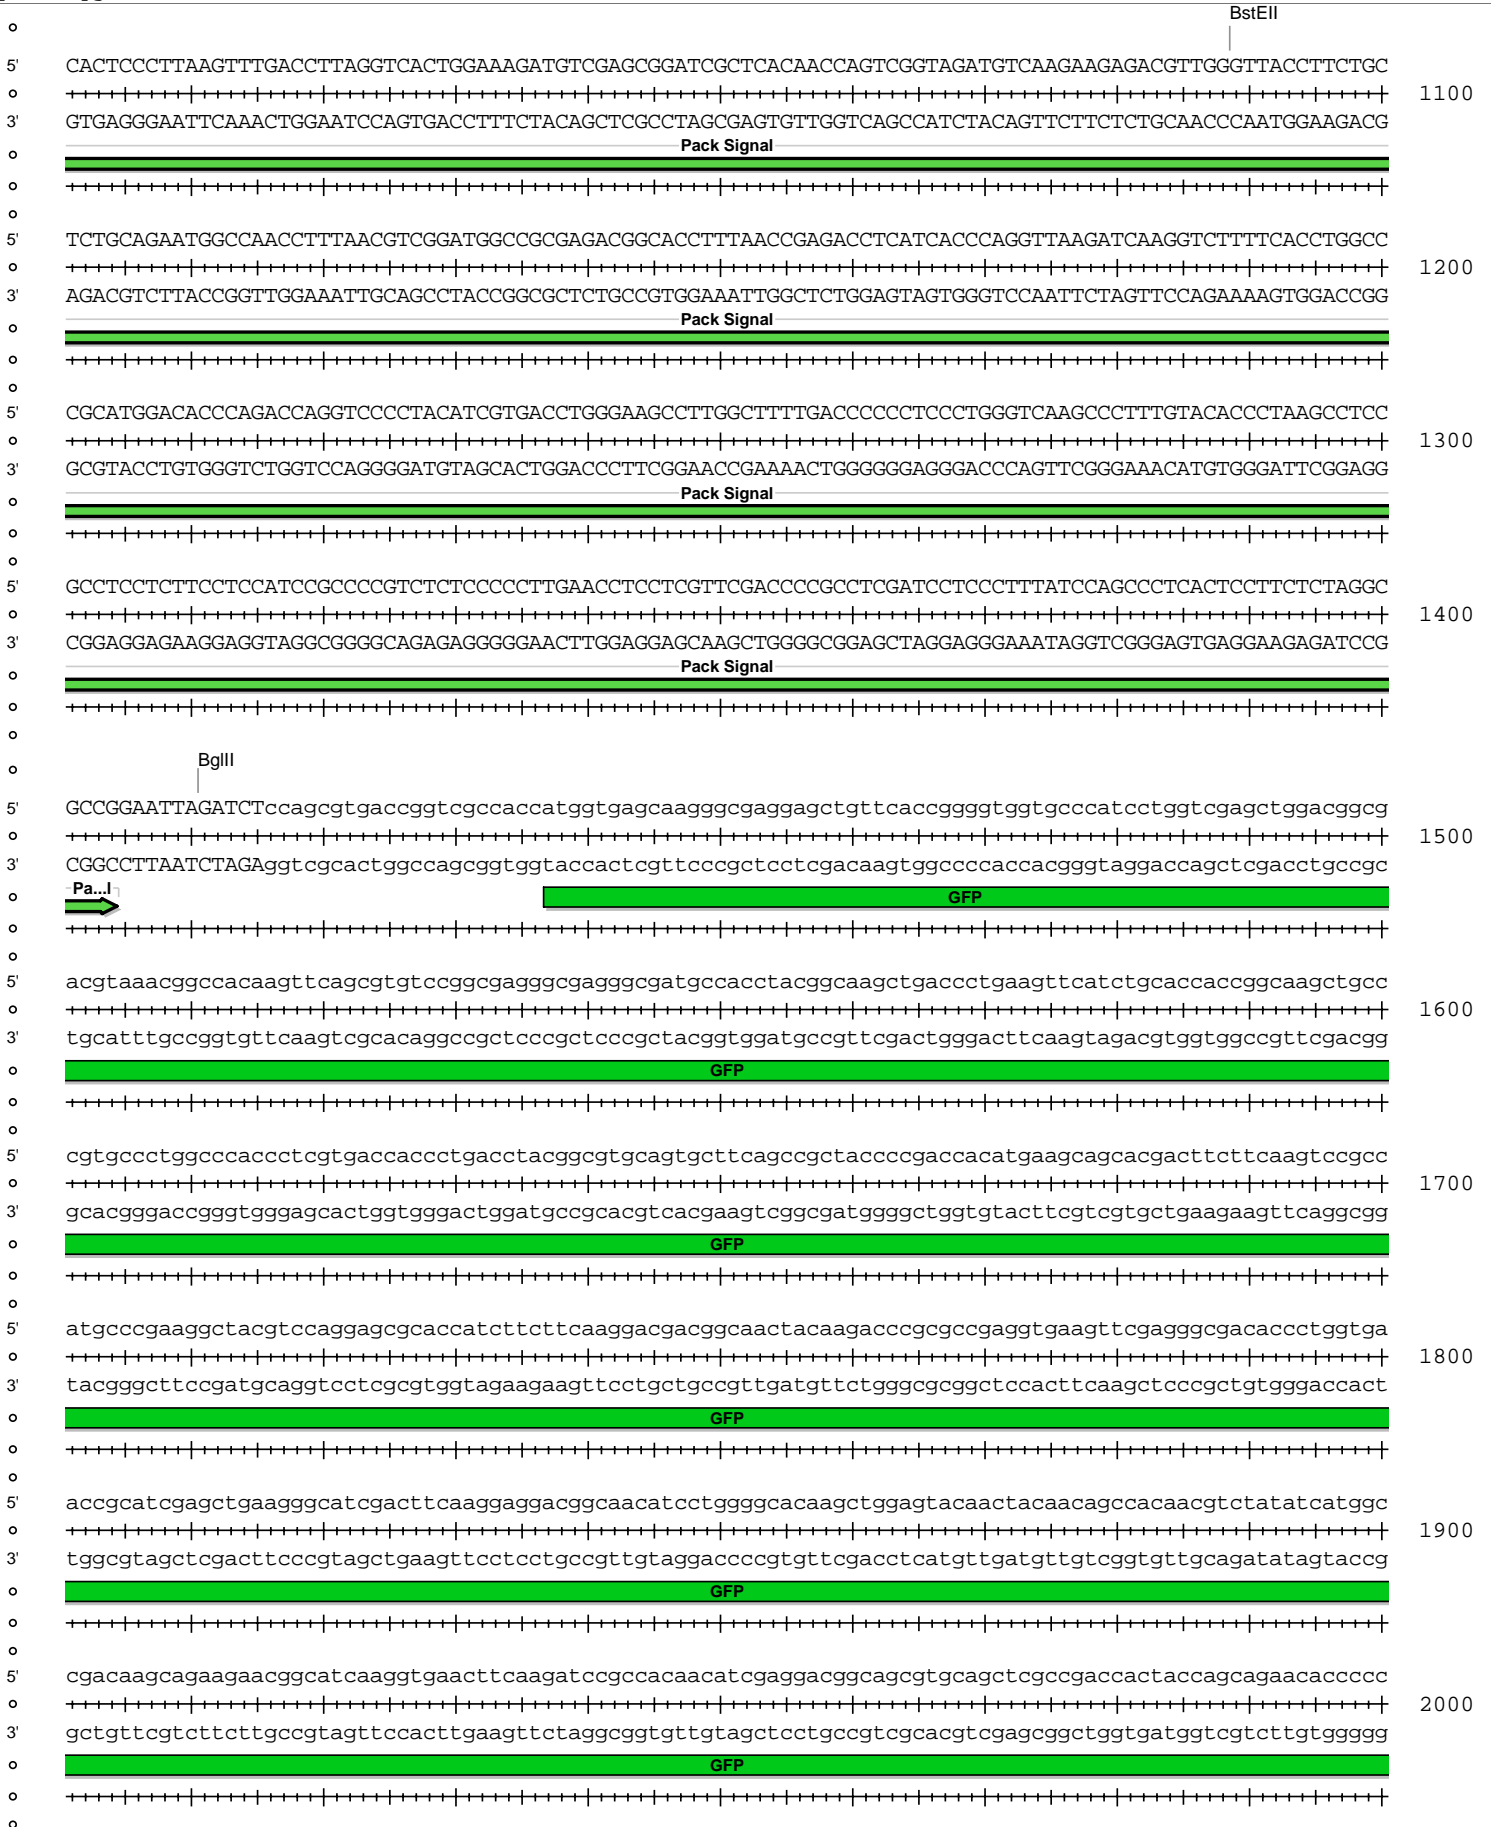 BstEII
5' CACTCCCTTAAGTTTGACCTTAGGTCACTGGAAAGATGTCGAGCGGATCGCTCACAACCAGTCGGTAGATGTCAAGAAGAGACGTTGGGTTACCTTCTGC
1100
3' GTGAGGGAATTCAAACTGGAATCCAGTGACCTTTCTACAGCTCGCCTAGCGAGTGTTGGTCAGCCATCTACAGTTCTTCTCTGCAACCCAATGGAAGACG
Pack Signal
5' TCTGCAGAATGGCCAACCTTTAACGTCGGATGGCCGCGAGACGGCACCTTTAACCGAGACCTCATCACCCAGGTTAAGATCAAGGTCTTTTCACCTGGCC
1200
3' AGACGTCTTACCGGTTGGAAATTGCAGCCTACCGGCGCTCTGCCGTGGAAATTGGCTCTGGAGTAGTGGGTCCAATTCTAGTTCCAGAAAAGTGGACCGG
Pack Signal
5' CGCATGGACACCCAGACCAGGTCCCCTACATCGTGACCTGGGAAGCCTTGGCTTTTGACCCCCCTCCCTGGGTCAAGCCCTTTGTACACCCTAAGCCTCC
1300
3' GCGTACCTGTGGGTCTGGTCCAGGGGATGTAGCACTGGACCCTTCGGAACCGAAAACTGGGGGGAGGGACCCAGTTCGGGAAACATGTGGGATTCGGAGG
Pack Signal
5' GCCTCCTCTTCCTCCATCCGCCCCGTCTCTCCCCCTTGAACCTCCTCGTTCGACCCCGCCTCGATCCTCCCTTTATCCAGCCCTCACTCCTTCTCTAGGC
1400
3' CGGAGGAGAAGGAGGTAGGCGGGGCAGAGAGGGGGAACTTGGAGGAGCAAGCTGGGGCGGAGCTAGGAGGGAAATAGGTCGGGAGTGAGGAAGAGATCCG
Pack Signal
BglII
5' GCCGGAATTAGATCTccagcgtgaccggtcgccaccatggtgagcaagggcgaggagctgttcaccggggtggtgcccatcctggtcgagctggacggcg
1500
3' CGGCCTTAATCTAGAggtcgcactggccagcggtggtaccactcgttcccgctcctcgacaagtggccccaccacgggtaggaccagctcgacctgccgc
Pa...l
GFP
5' acgtaaacggccacaagttcagcgtgtccggcgagggcgagggcgatgccacctacggcaagctgaccctgaagttcatctgcaccaccggcaagctgcc
1600
3' tgcatttgccggtgttcaagtcgcacaggccgctcccgctcccgctacggtggatgccgttcgactgggacttcaagtagacgtggtggccgttcgacgg
GFP
5' cgtgccctggcccaccctcgtgaccaccctgacctacggcgtgcagtgcttcagccgctaccccgaccacatgaagcagcacgacttcttcaagtccgcc
1700
3' gcacgggaccgggtgggagcactggtgggactggatgccgcacgtcacgaagtcggcgatggggctggtgtacttcgtcgtgctgaagaagttcaggcgg
GFP
5' atgcccgaaggctacgtccaggagcgcaccatcttcttcaaggacgacggcaactacaagacccgcgccgaggtgaagttcgagggcgacaccctggtga
1800
3' tacgggcttccgatgcaggtcctcgcgtggtagaagaagttcctgctgccgttgatgttctgggcgcggctccacttcaagctcccgctgtgggaccact
GFP
5' accgcatcgagctgaagggcatcgacttcaaggaggacggcaacatcctggggcacaagctggagtacaactacaacagccacaacgtctatatcatggc
1900
3' tggcgtagctcgacttcccgtagctgaagttcctcctgccgttgtaggaccccgtgttcgacctcatgttgatgttgtcggtgttgcagatatagtaccg
GFP
5' cgacaagcagaagaacggcatcaaggtgaacttcaagatccgccacaacatcgaggacggcagcgtgcagctcgccgaccactaccagcagaacaccccc
2000
3' gctgttcgtcttcttgccgtagttccacttgaagttctaggcggtgttgtagctcctgccgtcgcacgtcgagcggctggtgatggtcgtcttgtggggg
GFP